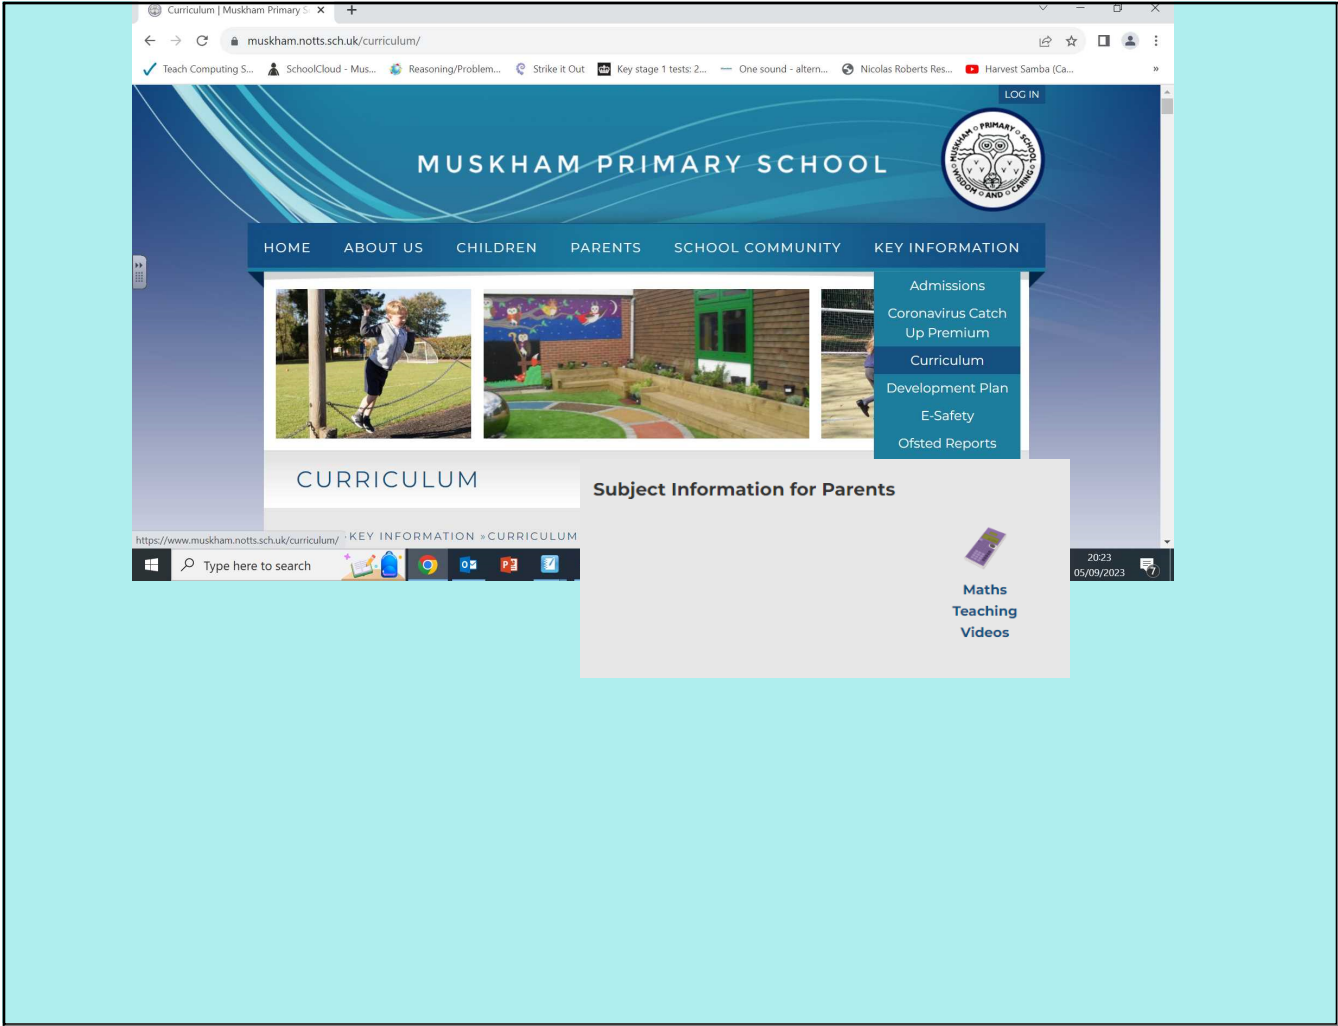 Curriculum | Muskham Primary S
muskham.notts.sch.uk/curriculum/
Teach Computing S... SchoolCloud - Mus... Reasoning/Problem... Strike it Out Key stage 1 tests: 2... One sound - altern... Nicolas Roberts Res... Harvest Samba (Ca... »
LOG IN
MUSKHAM PRIMARY SCHOOL
MUSKHAM PRIMARY SCHOOL
WISDOM AND CARING
HOME ABOUT US CHILDREN PARENTS SCHOOL COMMUNITY KEY INFORMATION
Admissions
Coronavirus Catch
Up Premium
Curriculum
Development Plan
E-Safety
Ofsted Reports
CURRICULUM
Subject Information for Parents
https://www.muskham.notts.sch.uk/curriculum/ KEY INFORMATION »CURRICULUM
Type here to search
20:23
05/09/2023
7
Maths
Teaching
Videos